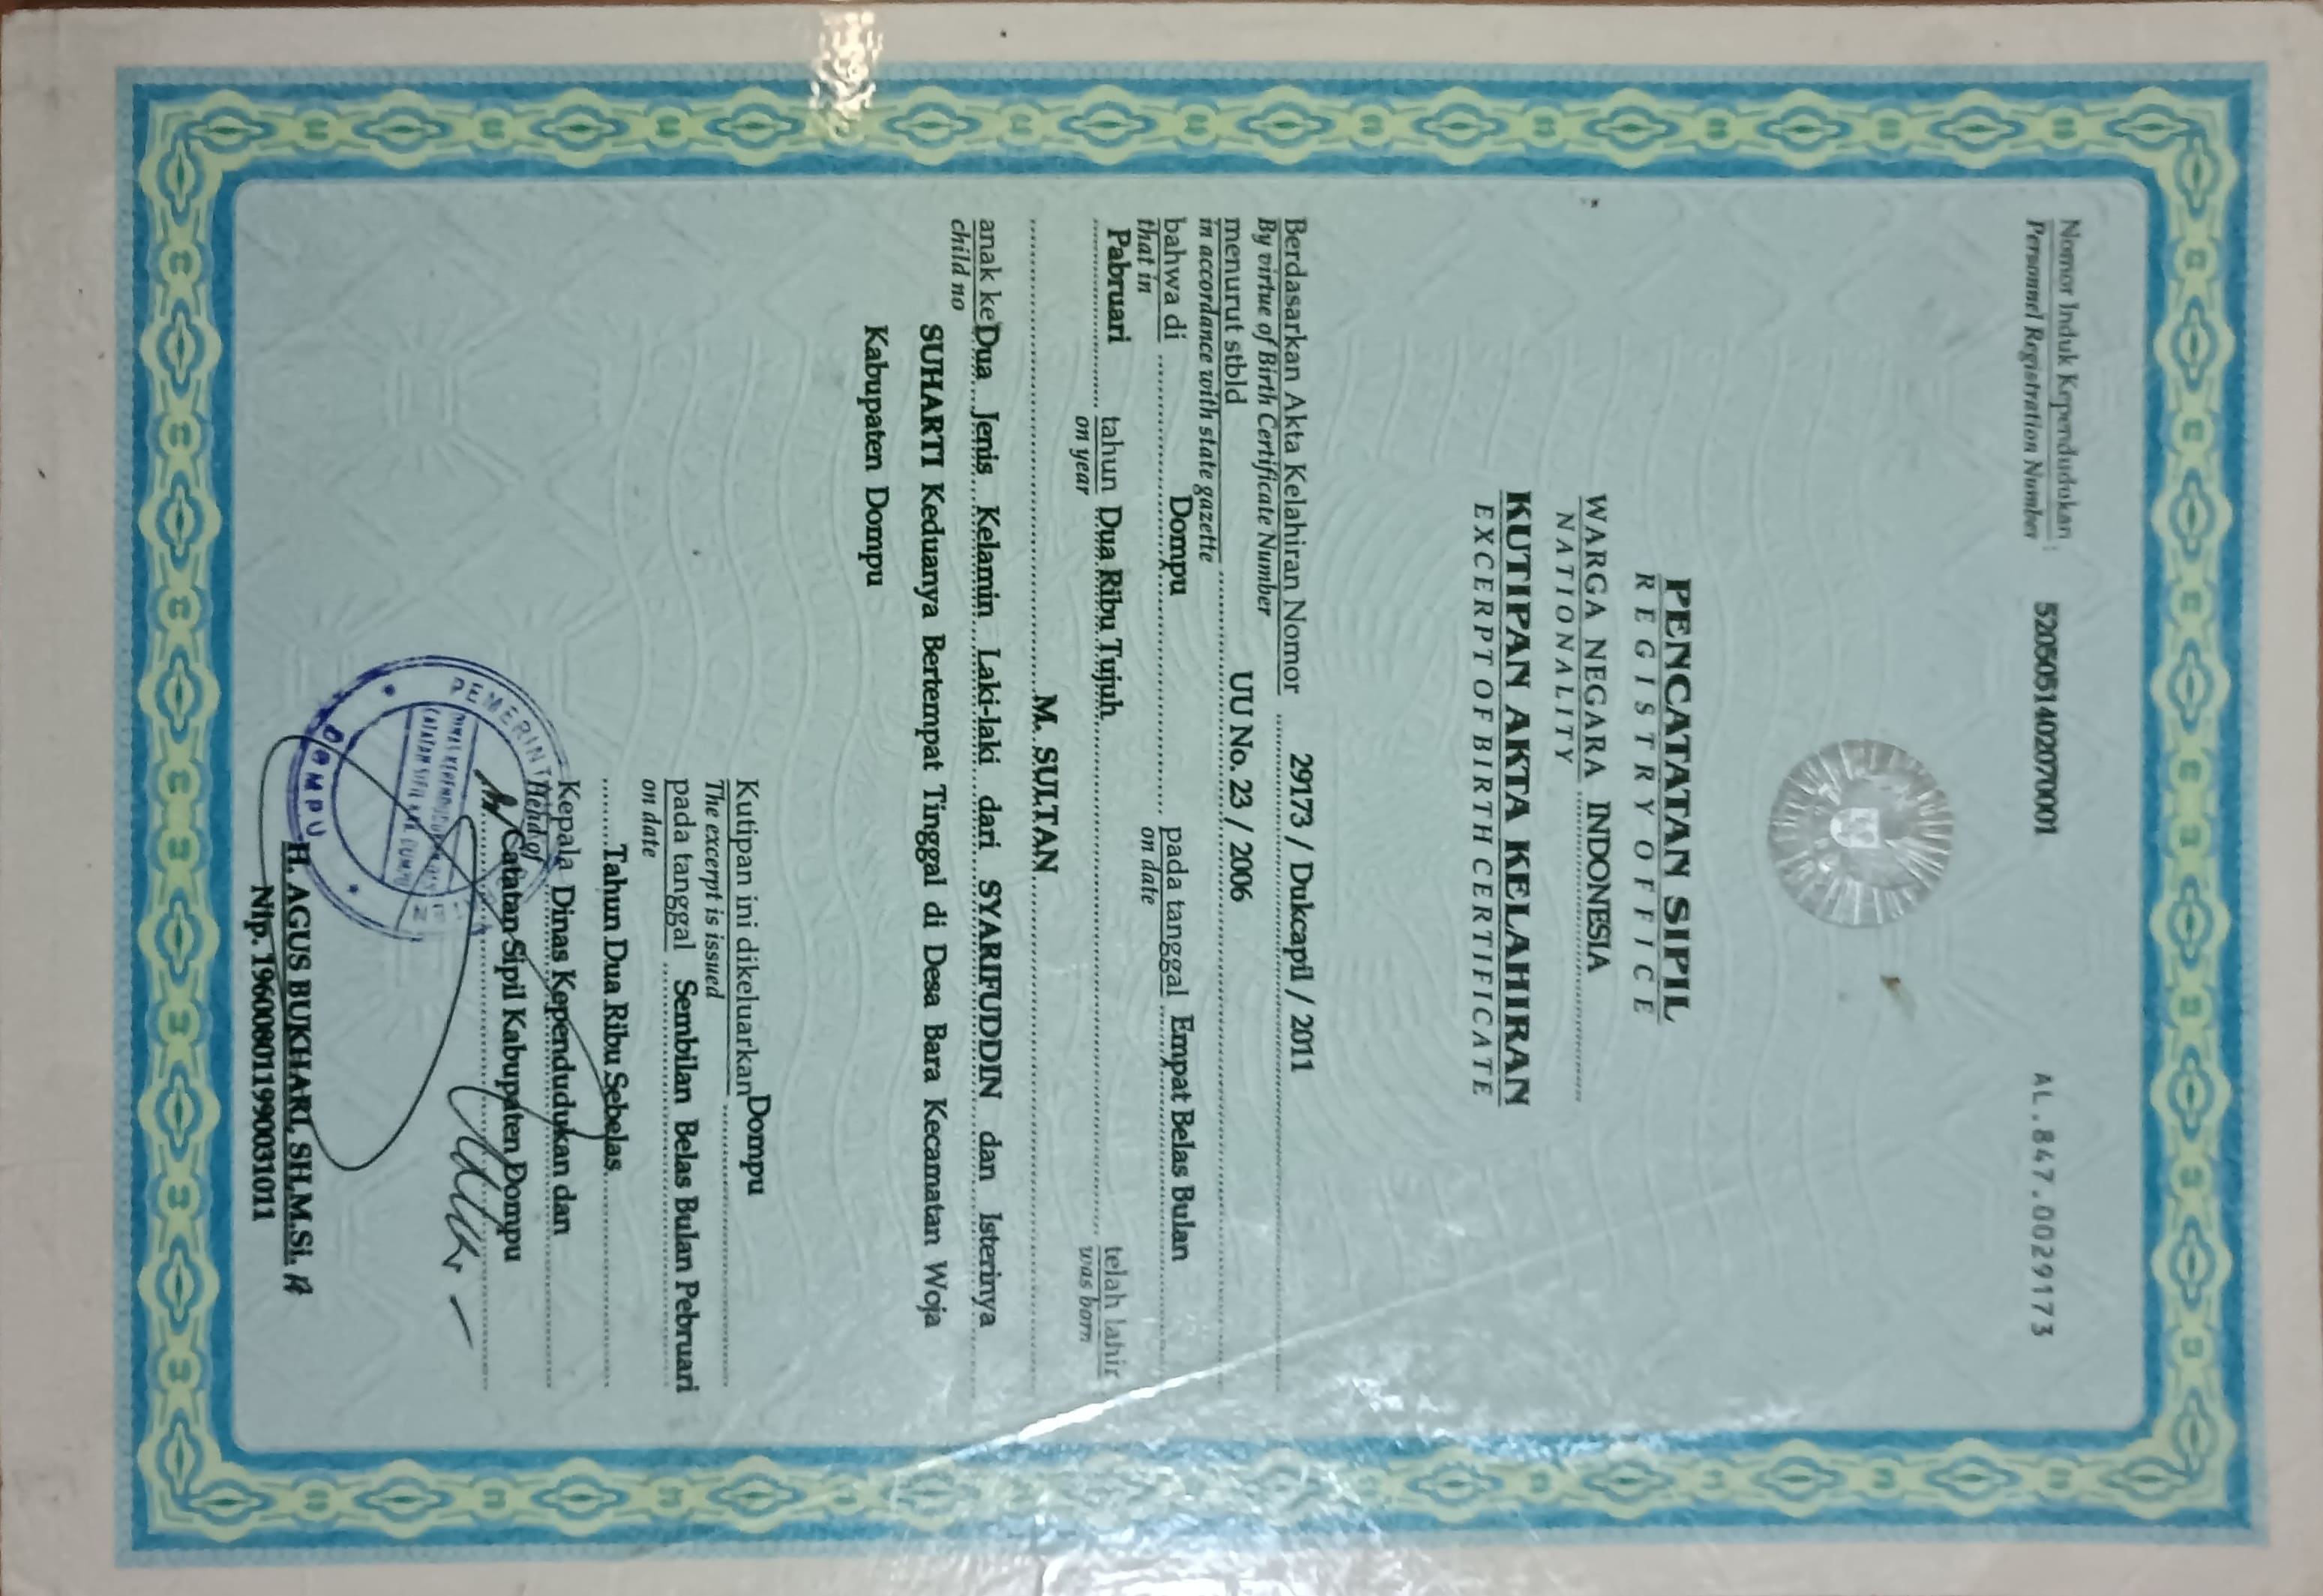 Nomor Induk Kependudukan : 5205051402070001 AL.847.0029173
Personnel Registration Number
PENCATATAN SIPIL
REGISTRY OFFICE
WARGA NEGARA INDONESIA
NATIONALITY
KUTIPAN AKTA KELAHIRAN
EXCERPT OF BIRTH CERTIFICATE
Berdasarkan Akta Kelahiran Nomor 29173 / Dukcapil / 2011
By virtue of Birth Certificate Number
menurut stbld UU No. 23 / 2006
in accordance with state gazette
bahwa di Dompu pada tanggal Empat Belas Bulan
that in on date
Pabruari tahun Dua Ribu Tujuh telah lahir
on year was born
M. SULTAN
anak ke Dua Jenis Kelamin Laki-laki dari SYARIFUDDIN dan Isterinya
child no
SUHARTI Keduanya Bertempat Tinggal di Desa Bara Kecamatan Woja
Kabupaten Dompu
Kutipan ini dikeluarkan Dompu
The excerpt is issued
pada tanggal Sembilan Belas Bulan Pebruari
on date
Tahun Dua Ribu Sebelas
Kepala Dinas Kependudukan dan
Head of
Catatan Sipil Kabupaten Dompu
PEMERINT
DOMPU
H. AGUS BUKHARI, SH.M.Si.
Nip. 196008011990031011